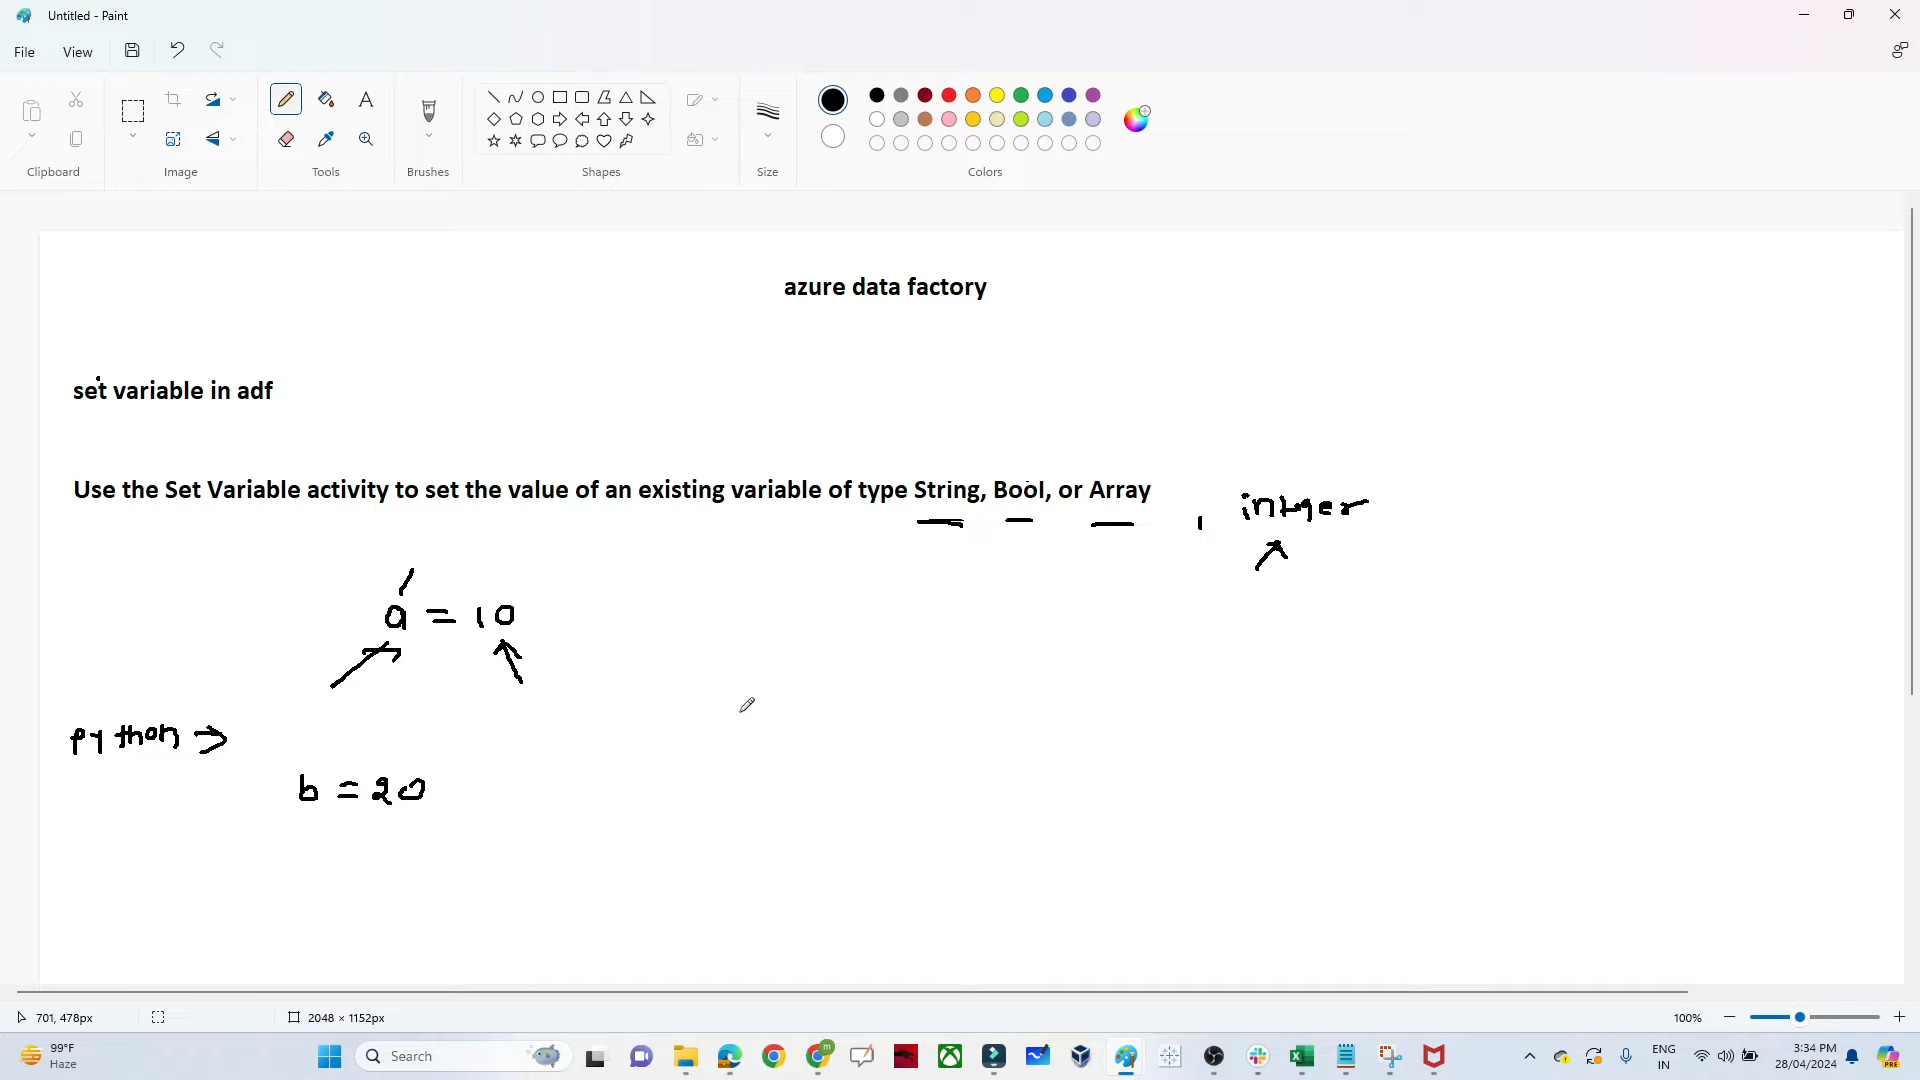 Untitled - Paint
File
View
Clipboard
Image
Tools
Brushes
Shapes
Size
Colors
azure data factory
set variable in adf
Use the Set Variable activity to set the value of an existing variable of type String, Bool, or Array , integer
a = 10
python →
b = 20
701, 478px
2048 × 1152px
100%
99°F
Haze
Search
ENG
IN
3:34 PM
28/04/2024
PRE